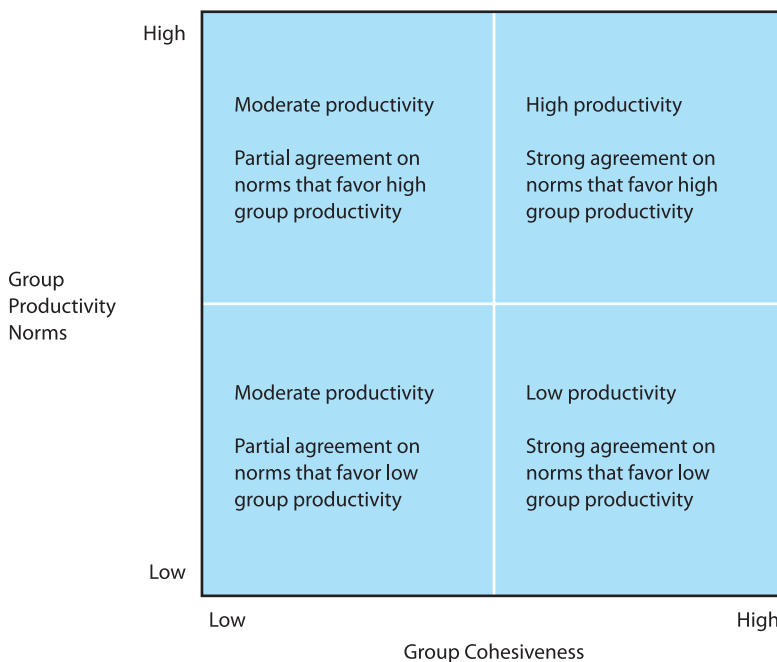 High
Moderate productivity
Partial agreement on
norms that favor high
group productivity
High productivity
Strong agreement on
norms that favor high
group productivity
Group
Productivity
Norms
Moderate productivity
Partial agreement on
norms that favor low
group productivity
Low productivity
Strong agreement on
norms that favor low
group productivity
Low
Low
High
Group Cohesiveness